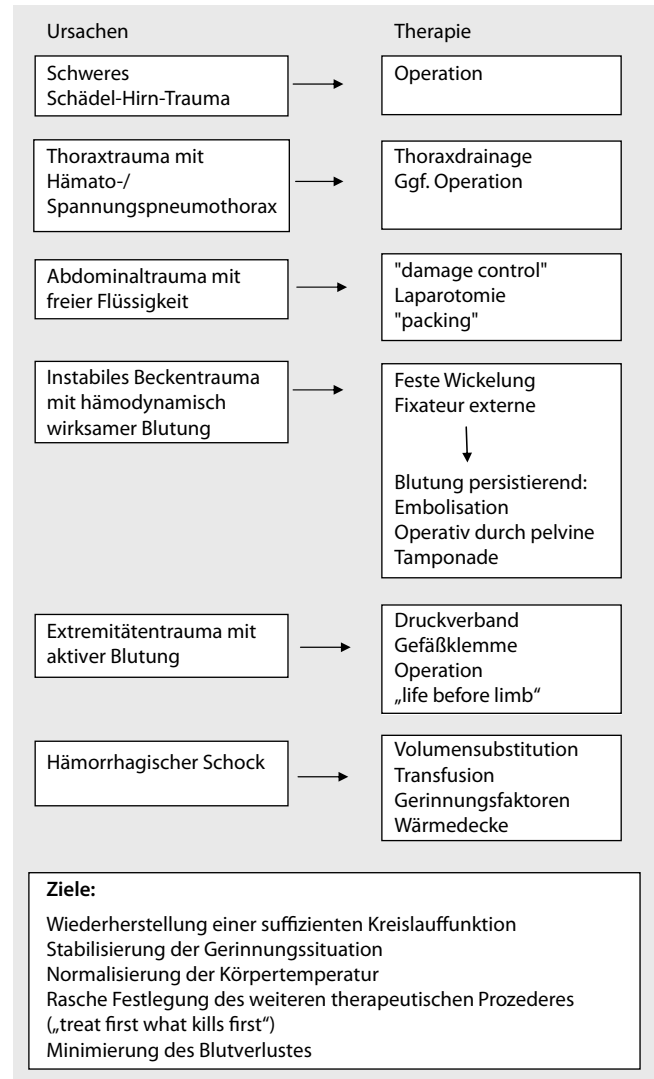 Ursachen
Therapie
Schweres
Schädel-Hirn-Trauma
Operation
Thoraxtrauma mit
Hämato-/
Spannungspneumothorax
Thoraxdrainage
Ggf. Operation
Abdominaltrauma mit
freier Flüssigkeit
"damage control"
Laparotomie
"packing"
Instabiles Beckentrauma
mit hämodynamisch
wirksamer Blutung
Feste Wickelung
Fixateur externe
Blutung persistierend:
Embolisation
Operativ durch pelvine
Tamponade
Extremitätentrauma mit
aktiver Blutung
Druckverband
Gefäßklemme
Operation
„life before limb“
Hämorrhagischer Schock
Volumensubstitution
Transfusion
Gerinnungsfaktoren
Wärmedecke
Ziele:
Wiederherstellung einer suffizienten Kreislauffunktion
Stabilisierung der Gerinnungssituation
Normalisierung der Körpertemperatur
Rasche Festlegung des weiteren therapeutischen Prozederes
(„treat first what kills first“)
Minimierung des Blutverlustes